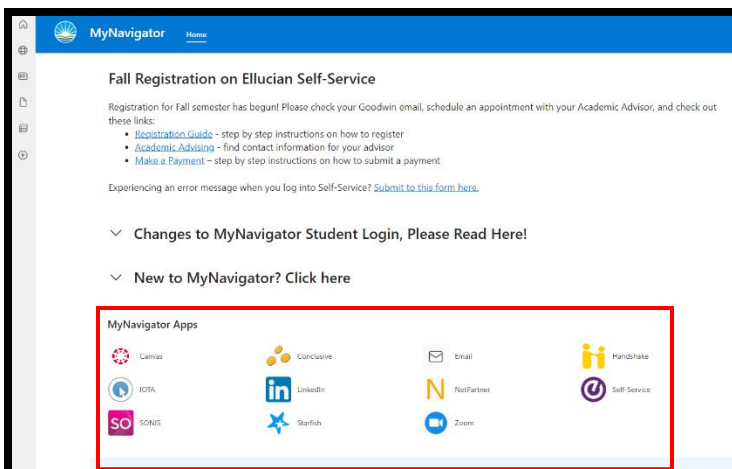 MyNavigator Home
Fall Registration on Ellucian Self-Service
Registration for Fall semester has begun! Please check your Goodwin email, schedule an appointment with your Academic Advisor, and check out
these links:
• Registration Guide - step by step instructions on how to register
• Academic Advising - find contact information for your advisor
• Make a Payment – step by step instructions on how to submit a payment
Experiencing an error message when you log into Self-Service? Submit to this form here.
Changes to MyNavigator Student Login, Please Read Here!
New to MyNavigator? Click here
MyNavigator Apps
Canvas Conclusive Email Handshake
IOTA in LinkedIn N NetPartner Self-Service
SO SONIS Starfish Zoom